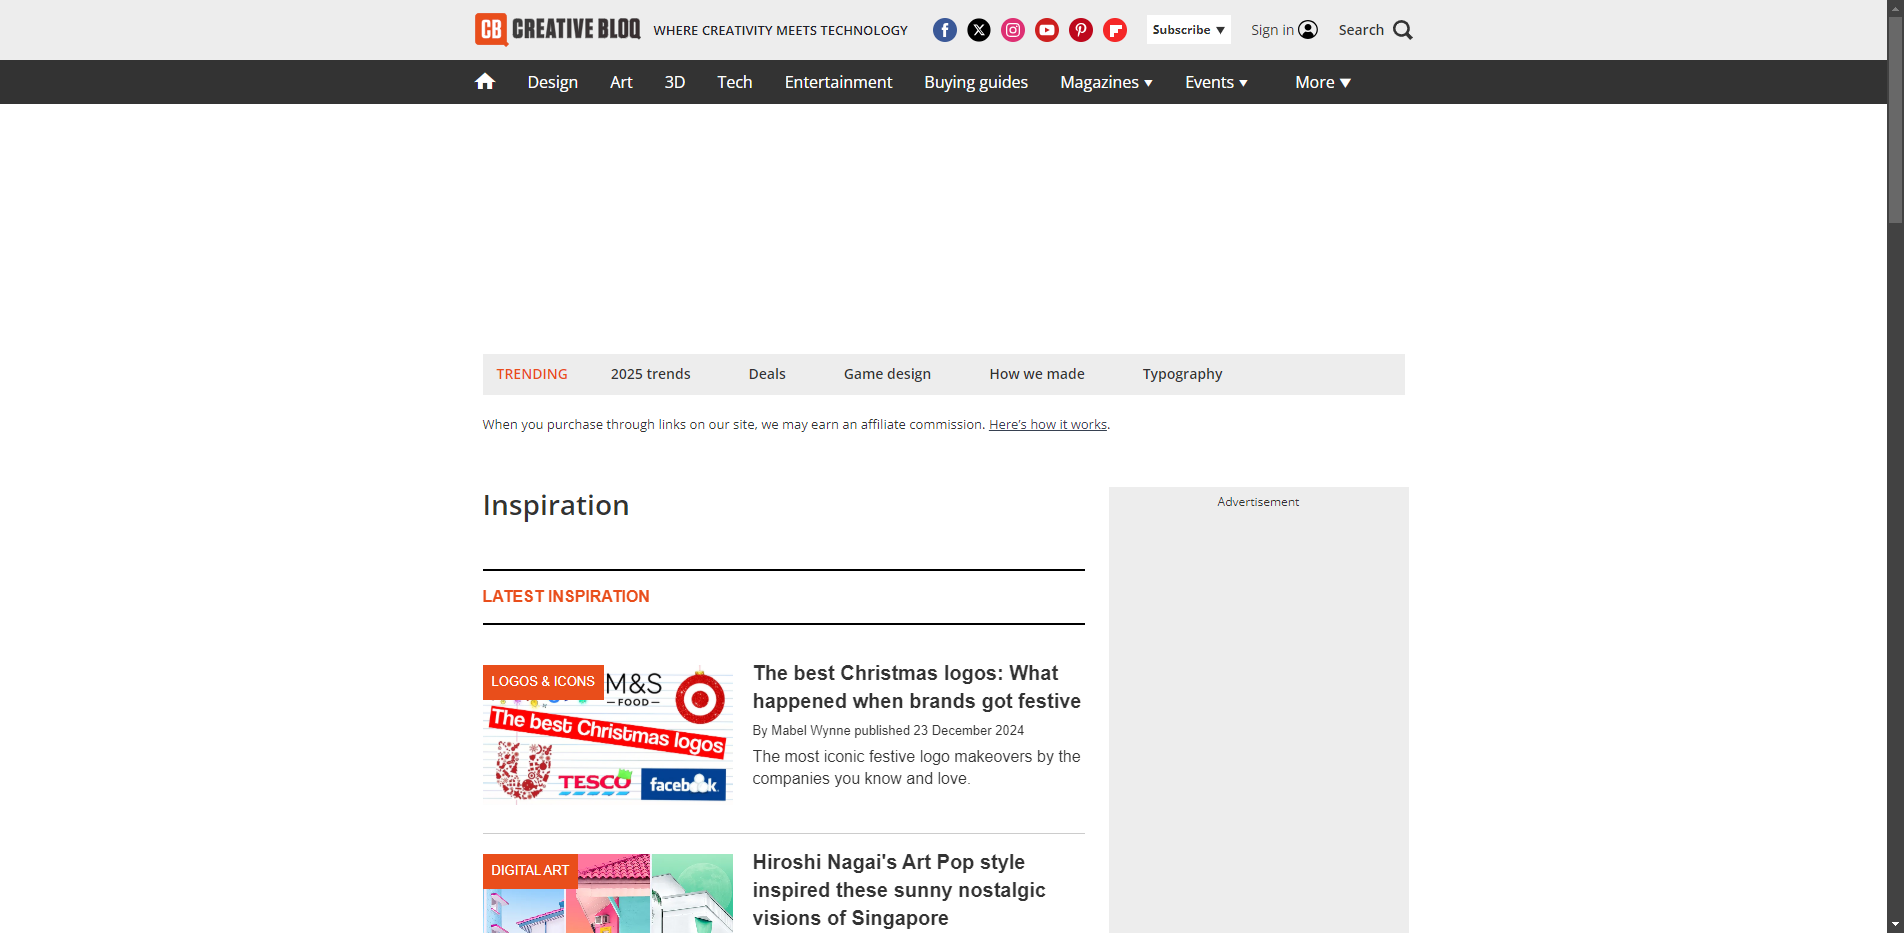 CB CREATIVE BLOQ WHERE CREATIVITY MEETS TECHNOLOGY Subscribe ▼ Sign in Search
Design Art 3D Tech Entertainment Buying guides Magazines ▼ Events ▼ More ▼
TRENDING 2025 trends Deals Game design How we made Typography
When you purchase through links on our site, we may earn an affiliate commission. Here's how it works.
Inspiration
Advertisement
LATEST INSPIRATION
LOGOS & ICONS
M&S
FOOD
The best Christmas logos
TESCO
facebook
The best Christmas logos: What
happened when brands got festive
By Mabel Wynne published 23 December 2024
The most iconic festive logo makeovers by the
companies you know and love.
DIGITAL ART
Hiroshi Nagai's Art Pop style
inspired these sunny nostalgic
visions of Singapore